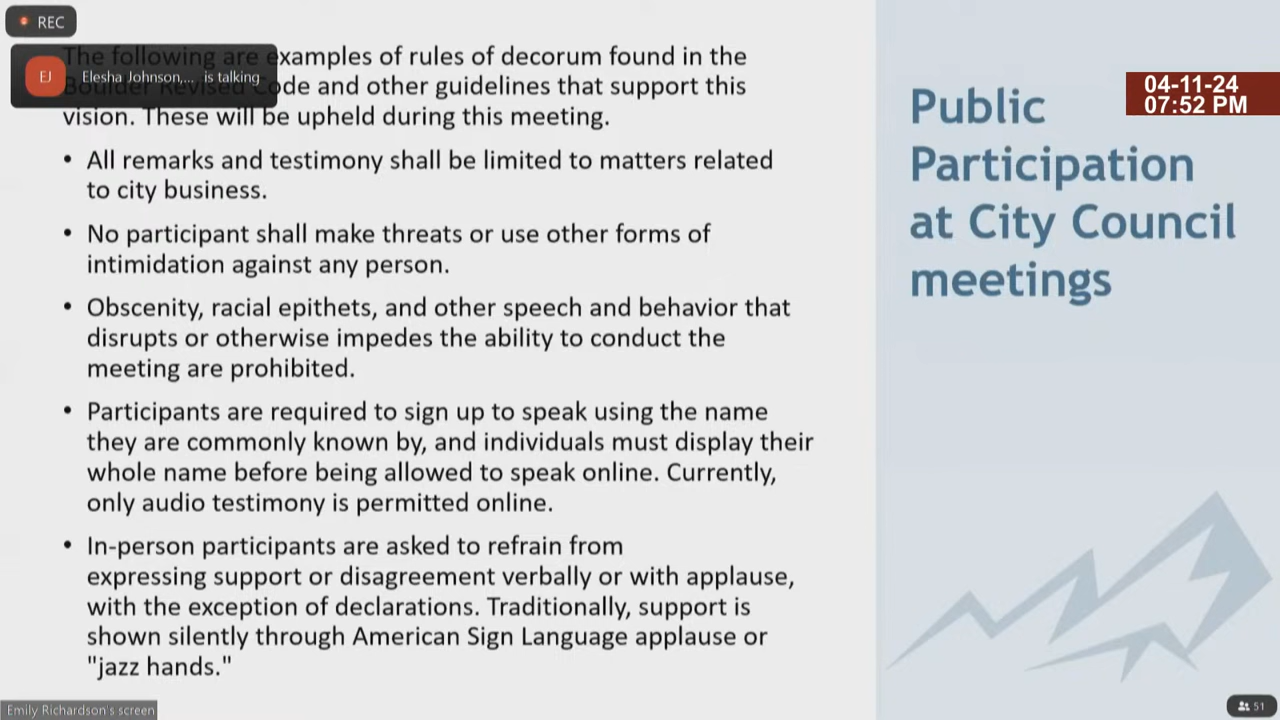 REC
The following are examples of rules of decorum found in the
EJ Elesha Johnson,... is talking
Boulder Revised Code and other guidelines that support this
vision. These will be upheld during this meeting.
• All remarks and testimony shall be limited to matters related
to city business.
• No participant shall make threats or use other forms of
intimidation against any person.
• Obscenity, racial epithets, and other speech and behavior that
disrupts or otherwise impedes the ability to conduct the
meeting are prohibited.
• Participants are required to sign up to speak using the name
they are commonly known by, and individuals must display their
whole name before being allowed to speak online. Currently,
only audio testimony is permitted online.
• In-person participants are asked to refrain from
expressing support or disagreement verbally or with applause,
with the exception of declarations. Traditionally, support is
shown silently through American Sign Language applause or
"jazz hands."
Public
Participation
at City Council
meetings
04-11-24
07:52 PM
Emily Richardson's screen
51